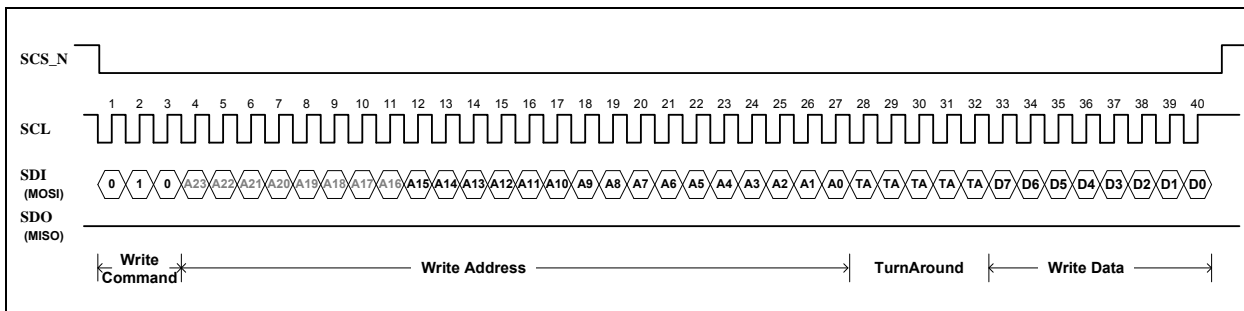 SCS_N
1 2 3 4 5 6 7 8 9 10 11 12 13 14 15 16 17 18 19 20 21 22 23 24 25 26 27 28 29 30 31 32 33 34 35 36 37 38 39 40
SCL
SDI
(MOSI)
0 1 0 A23 A22 A21 A20 A19 A18 A17 A16 A15 A14 A13 A12 A11 A10 A9 A8 A7 A6 A5 A4 A3 A2 A1 A0 TA TA TA TA TA D7 D6 D5 D4 D3 D2 D1 D0
SDO
(MISO)
Write
Command
Write Address
TurnAround
Write Data